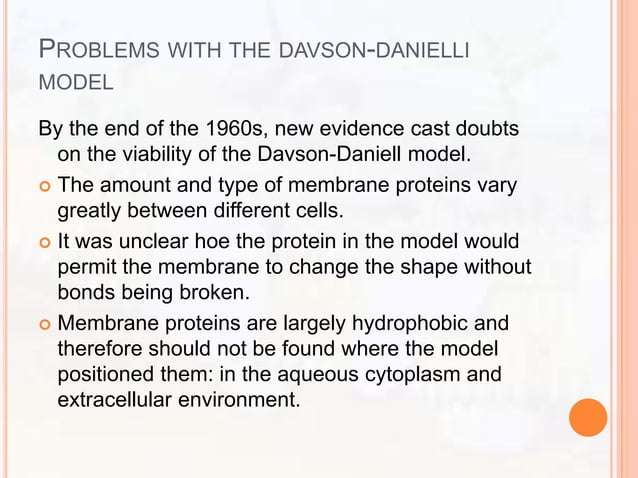 PROBLEMS WITH THE DAVSON-DANIELLI
MODEL
By the end of the 1960s, new evidence cast doubts
on the viability of the Davson-Daniell model.
The amount and type of membrane proteins vary
greatly between different cells.
It was unclear hoe the protein in the model would
permit the membrane to change the shape without
bonds being broken.
Membrane proteins are largely hydrophobic and
therefore should not be found where the model
positioned them: in the aqueous cytoplasm and
extracellular environment.